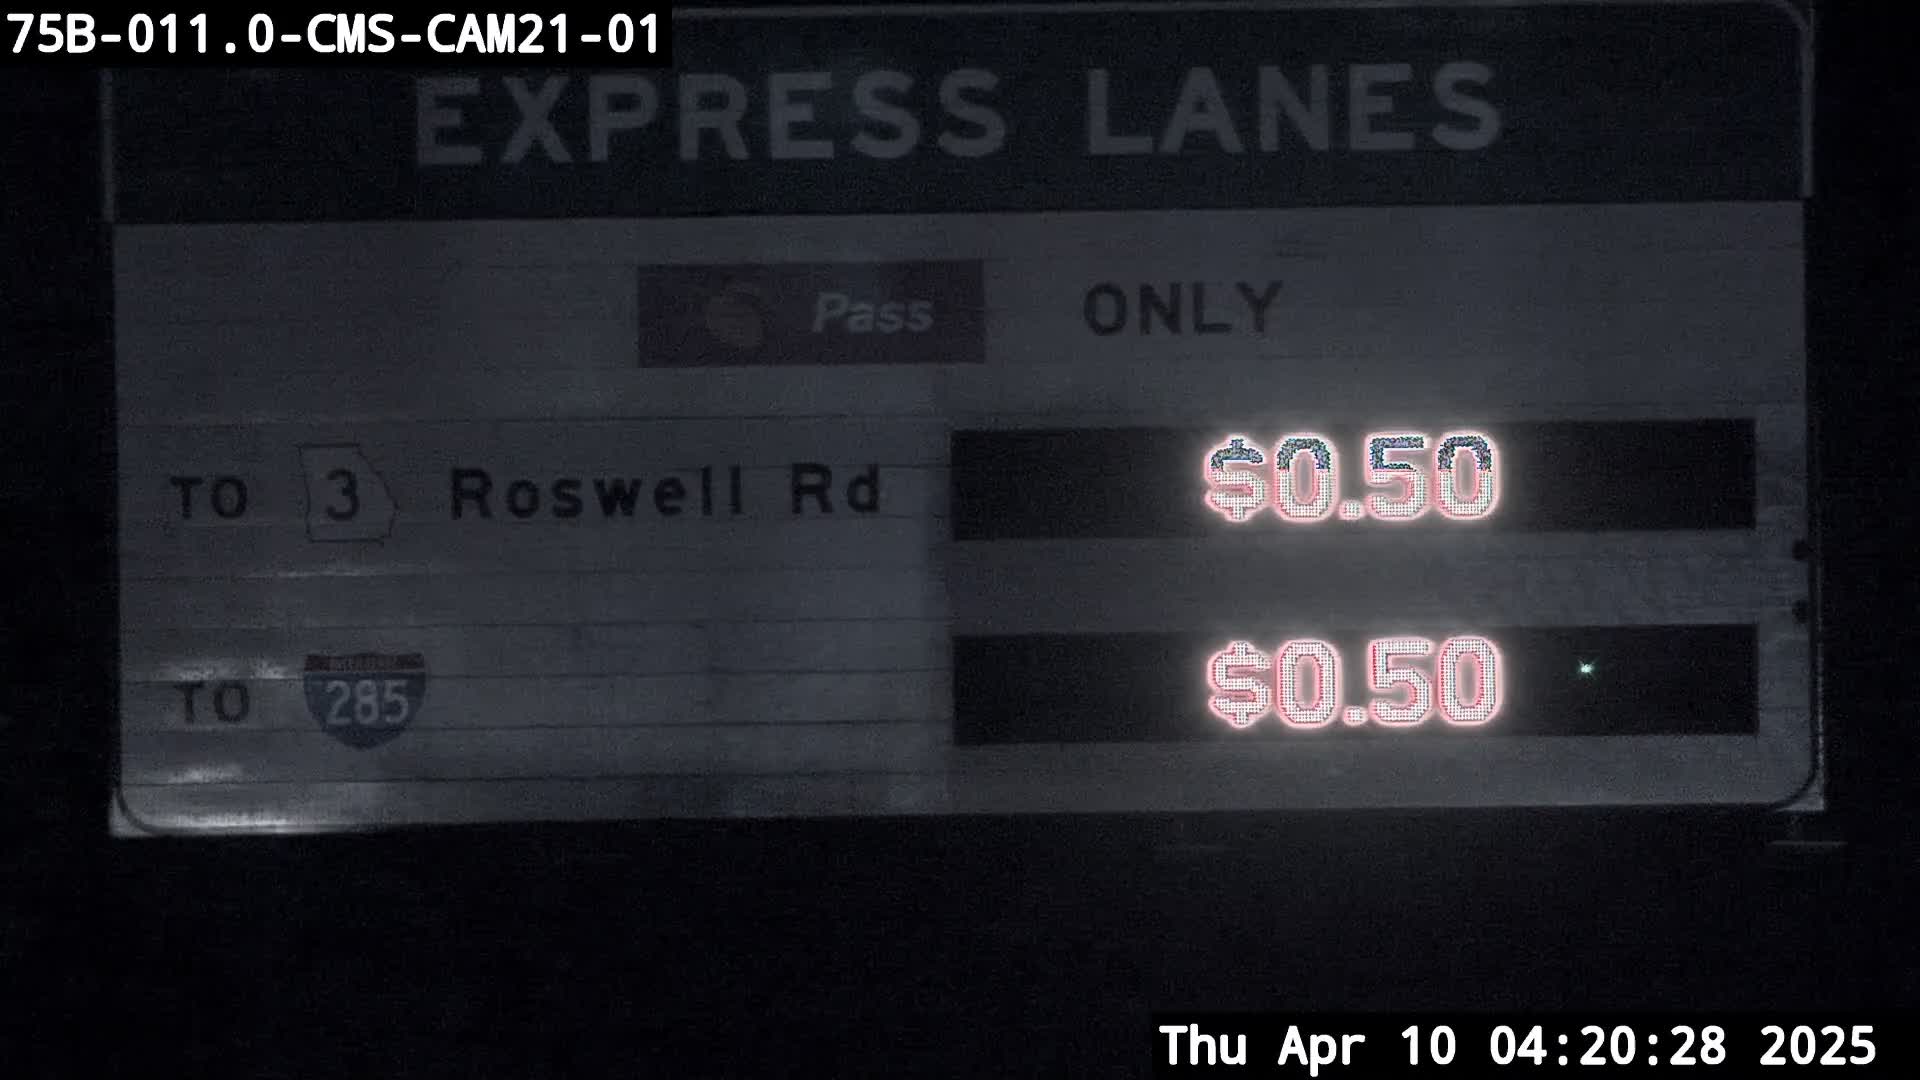 75B-011.0-CMS-CAM21-01
EXPRESS LANES
Pass ONLY
TO 3 Roswell Rd $0.50
TO 285 $0.50
Thu Apr 10 04:20:28 2025